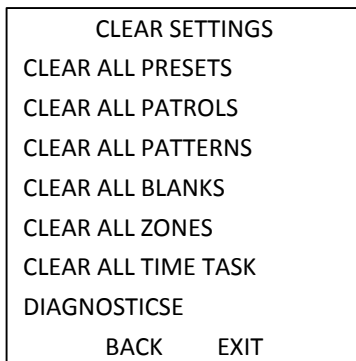 CLEAR SETTINGS
CLEAR ALL PRESETS
CLEAR ALL PATROLS
CLEAR ALL PATTERNS
CLEAR ALL BLANKS
CLEAR ALL ZONES
CLEAR ALL TIME TASK
DIAGNOSTICSE
BACK EXIT